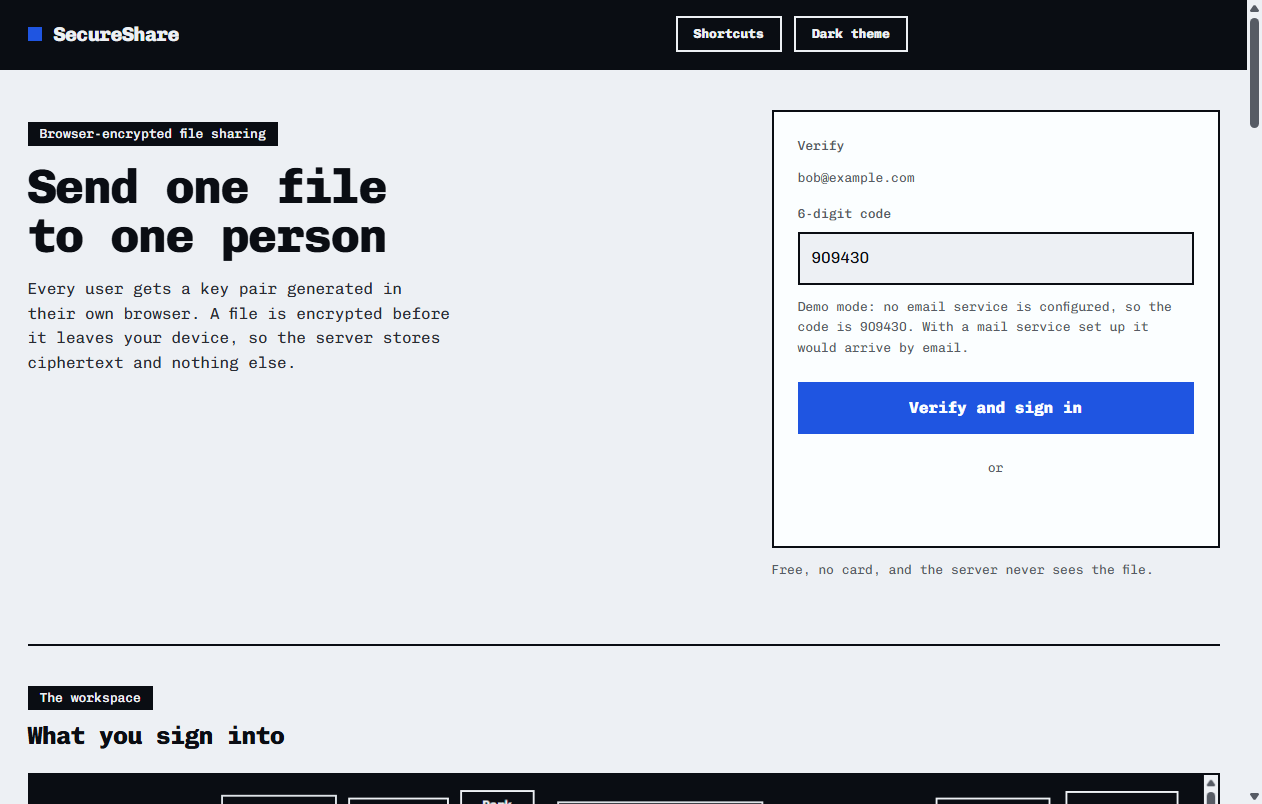 SecureShare
Shortcuts
Dark theme
Browser-encrypted file sharing
Send one file
to one person
Every user gets a key pair generated in
their own browser. A file is encrypted before
it leaves your device, so the server stores
ciphertext and nothing else.
Verify
bob@example.com
6-digit code
909430
Demo mode: no email service is configured, so the
code is 909430. With a mail service set up it
would arrive by email.
Verify and sign in
or
Free, no card, and the server never sees the file.
The workspace
What you sign into
Dark